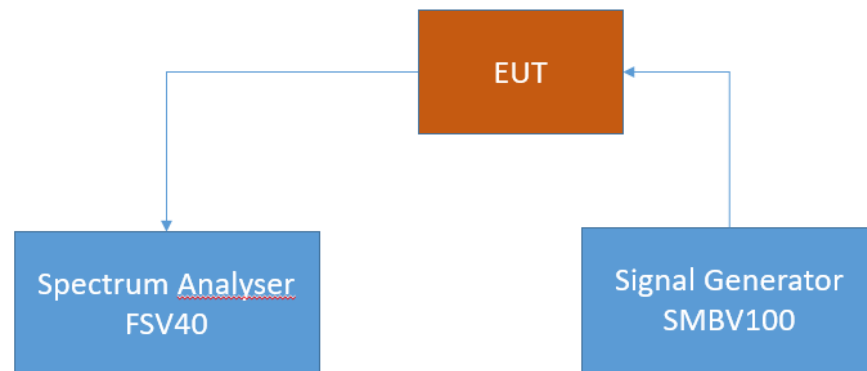 EUT
Spectrum Analyser
FSV40
Signal Generator
SMBV100